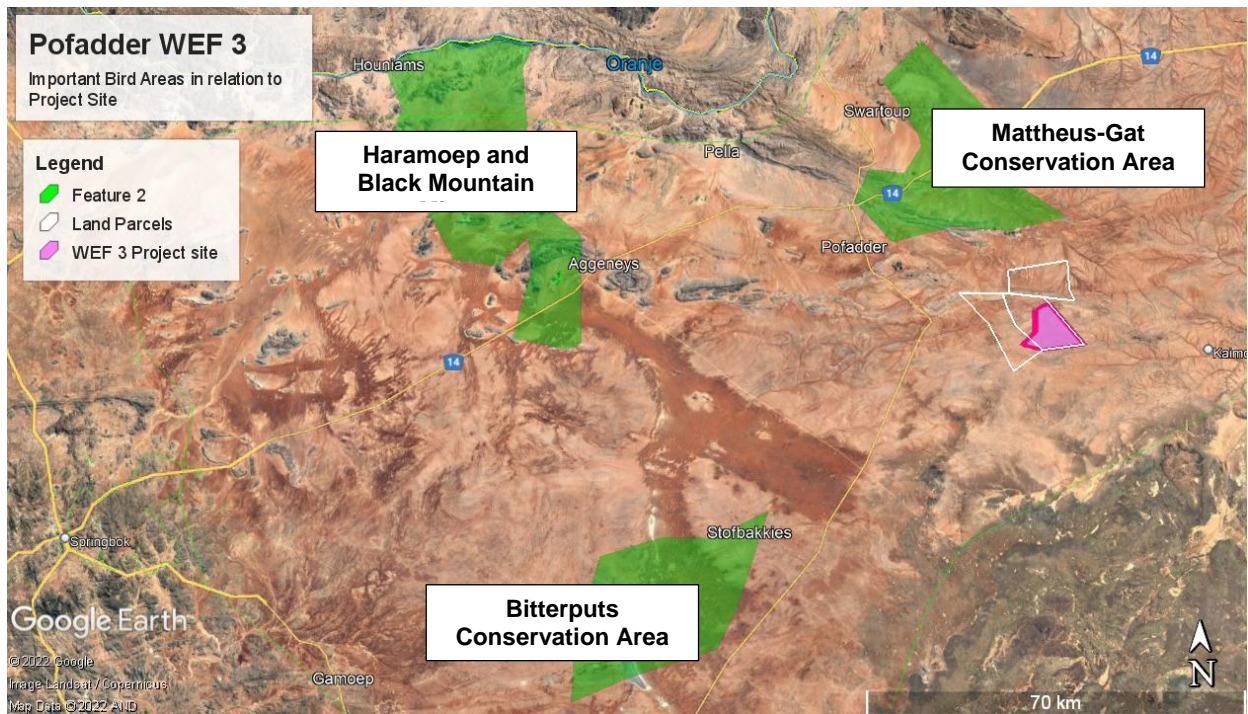 Pofadder WEF 3
Important Bird Areas in relation to
Project Site
Legend
Feature 2
Land Parcels
WEF 3 Project site
Houniams
Oranje
14
Swartoup
Mattheus-Gat
Conservation Area
Haramoep and
Black Mountain
Pella
14
Pofadder
Aggeneys
14
Springbok
Stofbakkies
Bitterputs
Conservation Area
Gamoep
Google Earth
© 2022 Google
Image Landsat / Copernicus
Map Data © 2022 AND
N
70 km